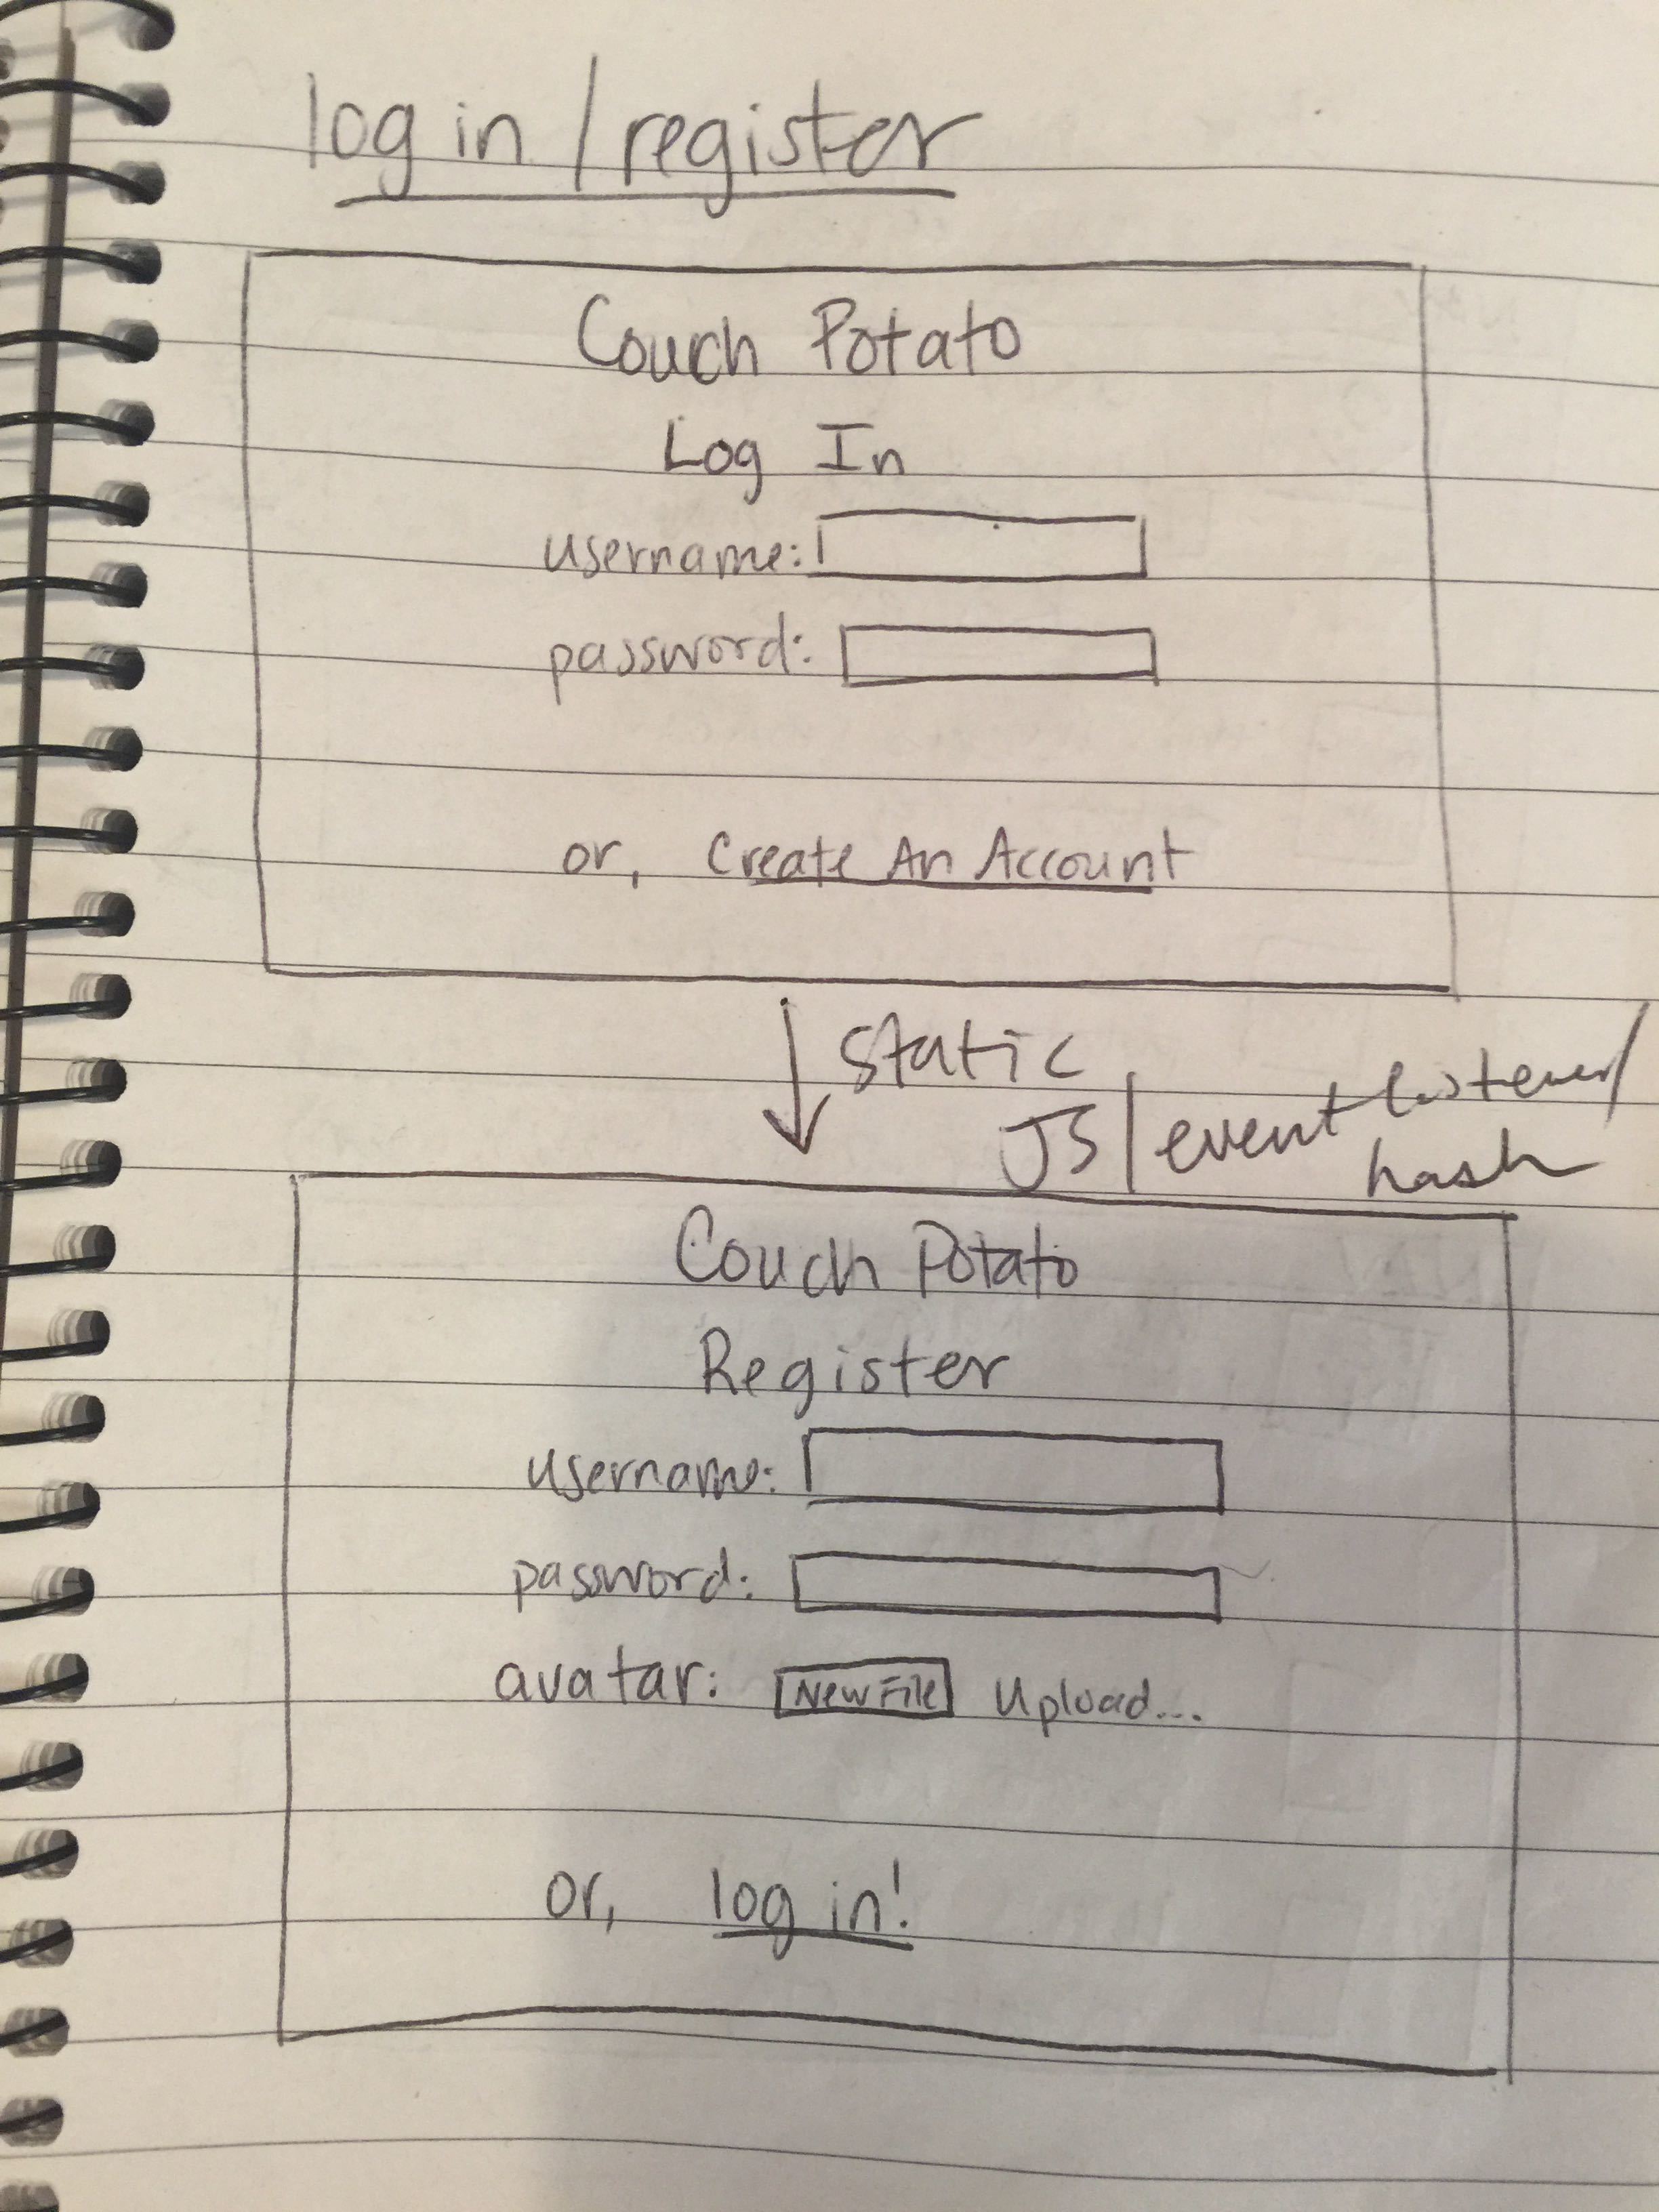 log in / register
Couch Potato
Log In
username:
password:
or, Create An Account
static
JS / event listener /
hash
Couch Potato
Register
username:
password:
avatar: New File Upload...
or, log in!